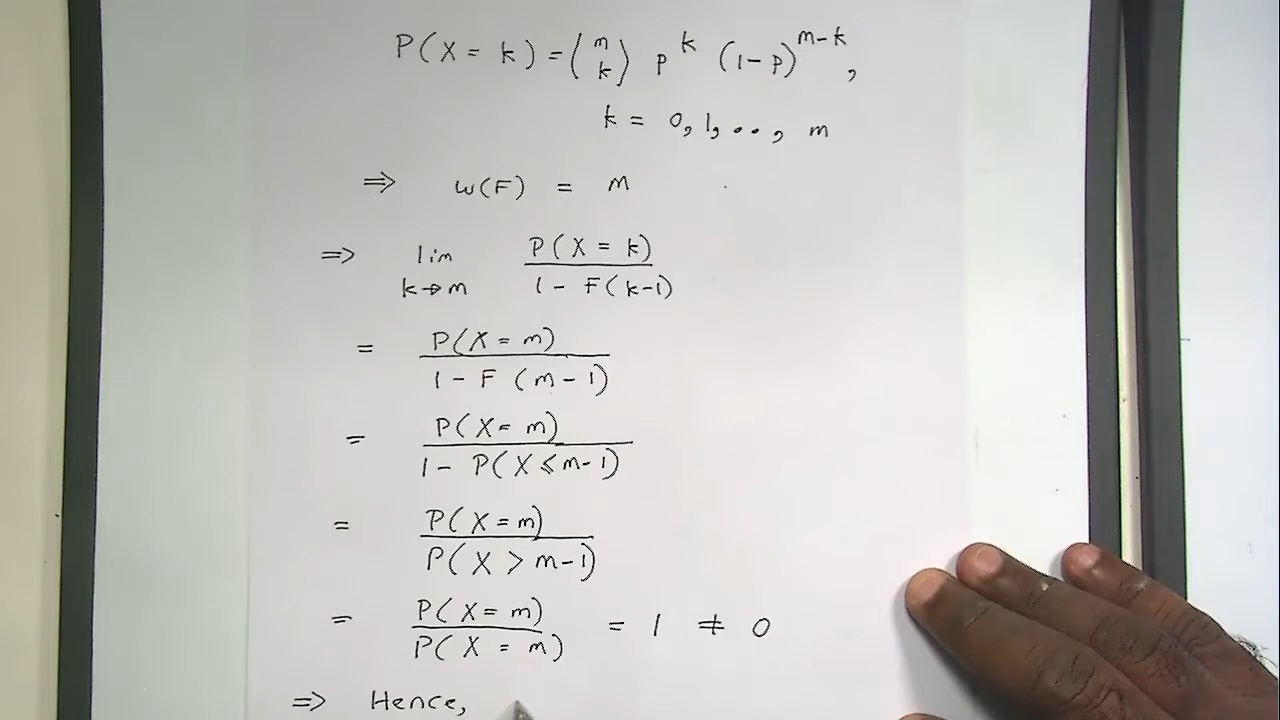 P(X = k) = (m k) p^k (1-p)^{m-k},
k = 0, 1, .., m
⇒ w(F) = m
⇒ lim k→m P(X = k) / 1 - F(k-1)
= P(X = m) / 1 - F (m-1)
= P(X = m) / 1 - P(X ≤ m-1)
= P(X = m) / P(X > m-1)
= P(X = m) / P(X = m) = 1 ≠ 0
⇒ Hence,